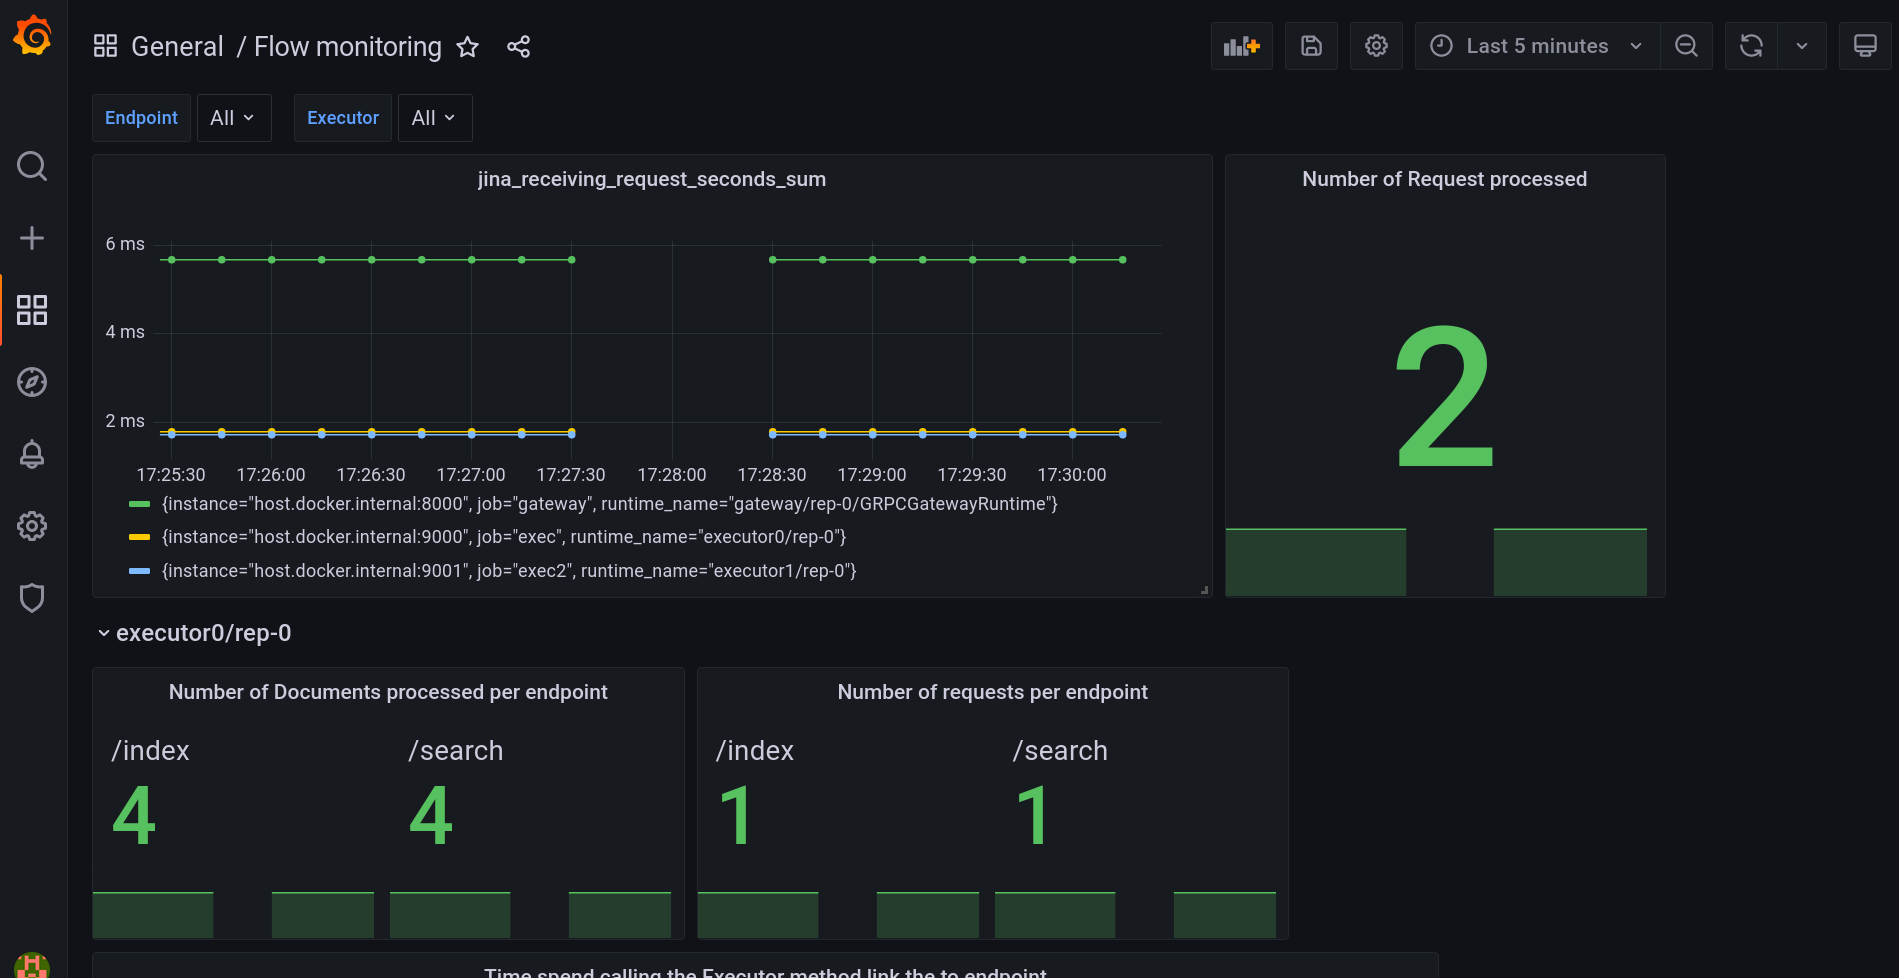 General / Flow monitoring
Last 5 minutes
Endpoint All Executor All
jina_receiving_request_seconds_sum
6 ms
4 ms
2 ms
17:25:30 17:26:00 17:26:30 17:27:00 17:27:30 17:28:00 17:28:30 17:29:00 17:29:30 17:30:00
{instance="host.docker.internal:8000", job="gateway", runtime_name="gateway/rep-0/GRPCGatewayRuntime"}
{instance="host.docker.internal:9000", job="exec", runtime_name="executor0/rep-0"}
{instance="host.docker.internal:9001", job="exec2", runtime_name="executor1/rep-0"}
Number of Request processed
2
executor0/rep-0
Number of Documents processed per endpoint
/index /search
4 4
Number of requests per endpoint
/index /search
1 1
Time spend calling the Executor method link the to endpoint